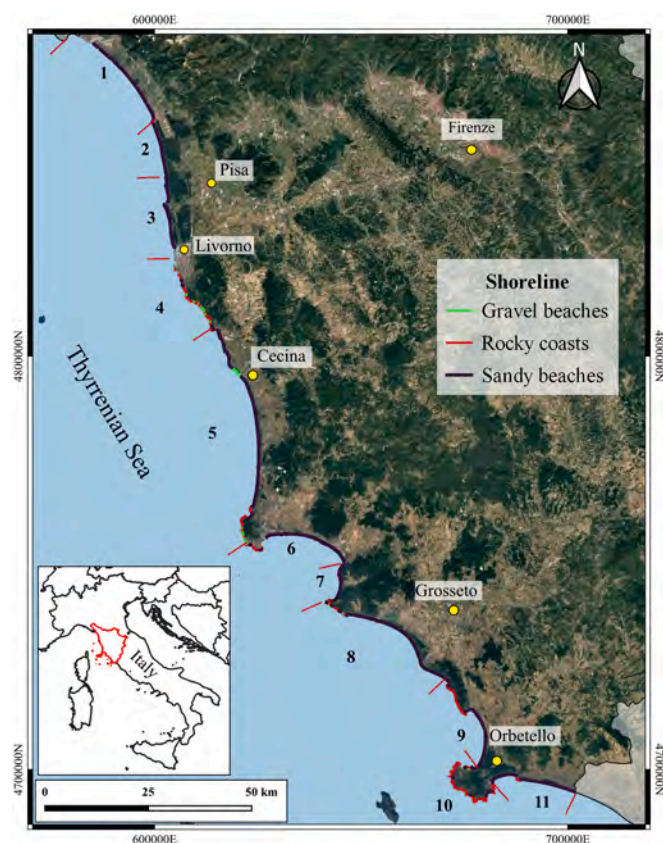 600000E
700000E
N
1
Firenze
2
Pisa
3
Livorno
Shoreline
Gravel beaches
Rocky coasts
Sandy beaches
4
4800000N
4800000N
Cecina
Thyrrenian Sea
5
6
7
Grosseto
8
Italy
9
Orbetello
4700000N
4700000N
10
11
0
25
50 km
600000E
700000E